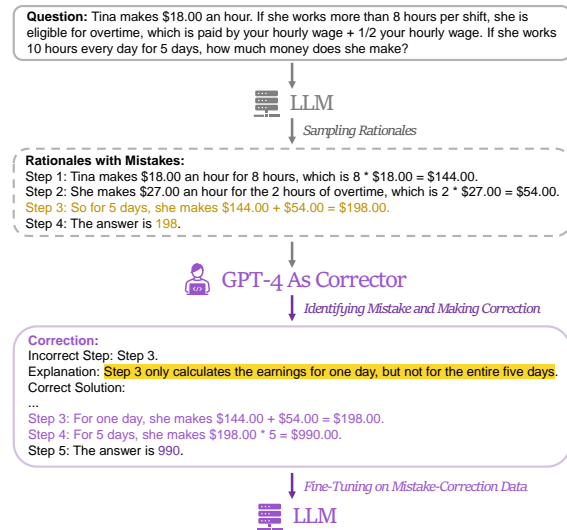 Question: Tina makes $18.00 an hour. If she works more than 8 hours per shift, she is
eligible for overtime, which is paid by your hourly wage + 1/2 your hourly wage. If she works
10 hours every day for 5 days, how much money does she make?
LLM
Sampling Rationales
Rationales with Mistakes:
Step 1: Tina makes $18.00 an hour for 8 hours, which is 8 * $18.00 = $144.00.
Step 2: She makes $27.00 an hour for the 2 hours of overtime, which is 2 * $27.00 = $54.00.
Step 3: So for 5 days, she makes $144.00 + $54.00 = $198.00.
Step 4: The answer is 198.
GPT-4 As Corrector
Identifying Mistake and Making Correction
Correction:
Incorrect Step: Step 3.
Explanation: Step 3 only calculates the earnings for one day, but not for the entire five days.
Correct Solution:
...
Step 3: For one day, she makes $144.00 + $54.00 = $198.00.
Step 4: For 5 days, she makes $198.00 * 5 = $990.00.
Step 5: The answer is 990.
Fine-Tuning on Mistake-Correction Data
LLM